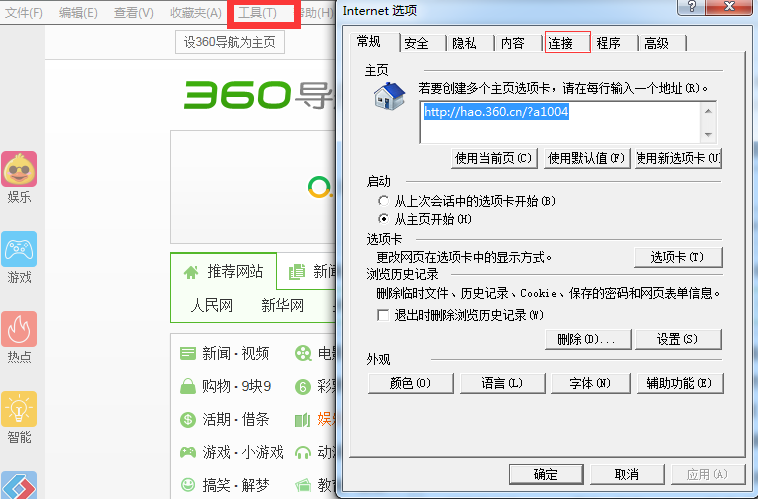 文件(F) 编辑(E) 查看(V) 收藏夹(A) 工具(T) 帮助(H)
设360导航为主页
360导
娱乐
游戏
热点
智能
推荐网站 新闻
人民网 新华网
新闻·视频 电影
购物·9块9 彩票
活期·借条 娱乐
游戏·小游戏 动漫
搞笑·解梦 教育
Internet 选项
常规 安全 隐私 内容 连接 程序 高级
主页
若要创建多个主页选项卡，请在每行输入一个地址(R)。
http://hao.360.cn/?a1004
使用当前页(C) 使用默认值(F) 使用新选项卡(U)
启动
从上次会话中的选项卡开始(B)
从主页开始(H)
选项卡
更改网页在选项卡中的显示方式。 选项卡(T)
浏览历史记录
删除临时文件、历史记录、Cookie、保存的密码和网页表单信息。
退出时删除浏览历史记录(W)
删除(D)... 设置(S)
外观
颜色(O) 语言(L) 字体(N) 辅助功能(E)
确定 取消 应用(A)